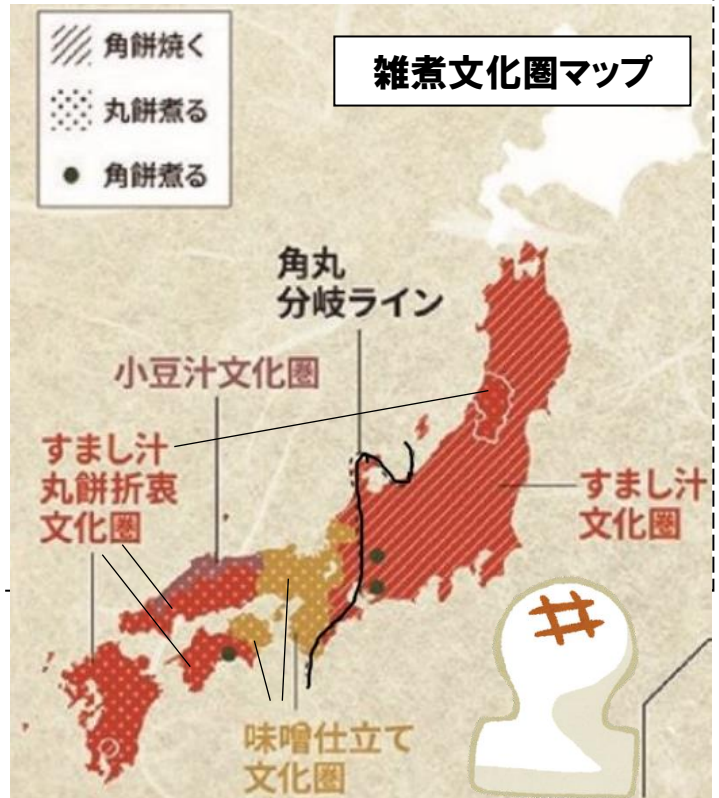 角餅焼く
丸餅煮る
角餅煮る
雑煮文化圏マップ
角丸
分岐ライン
小豆汁文化圏
すまし汁
丸餅折衷
文化圏
すまし汁
文化圏
味噌仕立て
文化圏